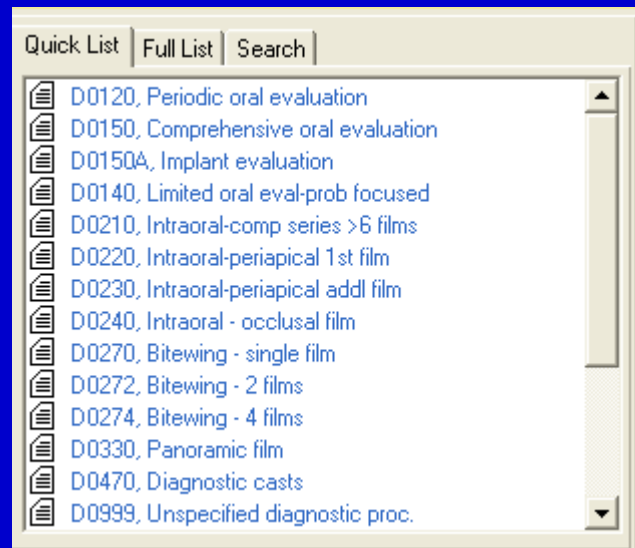 Quick List Full List Search
D0120, Periodic oral evaluation
D0150, Comprehensive oral evaluation
D0150A, Implant evaluation
D0140, Limited oral eval-prob focused
D0210, Intraoral-comp series >6 films
D0220, Intraoral-periapical 1st film
D0230, Intraoral-periapical addl film
D0240, Intraoral - occlusal film
D0270, Bitewing - single film
D0272, Bitewing - 2 films
D0274, Bitewing - 4 films
D0330, Panoramic film
D0470, Diagnostic casts
D0999, Unspecified diagnostic proc.